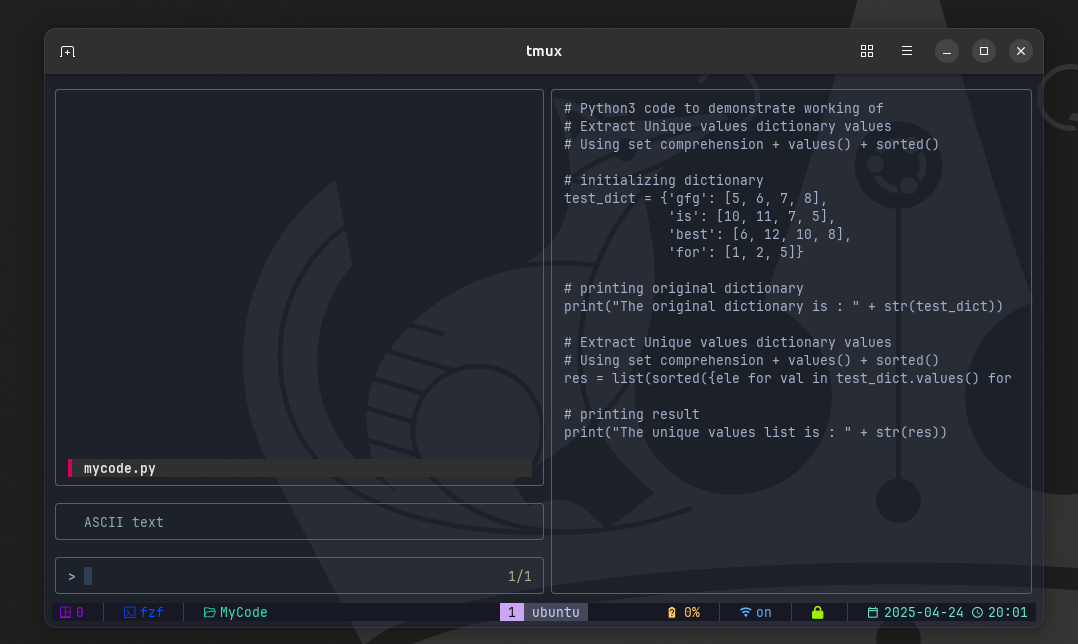 tmux
# Python3 code to demonstrate working of
# Extract Unique values dictionary values
# Using set comprehension + values() + sorted()
# initializing dictionary
test_dict = {'gfg': [5, 6, 7, 8],
             'is': [10, 11, 7, 5],
             'best': [6, 12, 10, 8],
             'for': [1, 2, 5]}
# printing original dictionary
print("The original dictionary is : " + str(test_dict))
# Extract Unique values dictionary values
# Using set comprehension + values() + sorted()
res = list(sorted({ele for val in test_dict.values() for
# printing result
print("The unique values list is : " + str(res))
mycode.py
ASCII text
> 1/1
0 fzf MyCode 1 ubuntu 0% on 2025-04-24 20:01